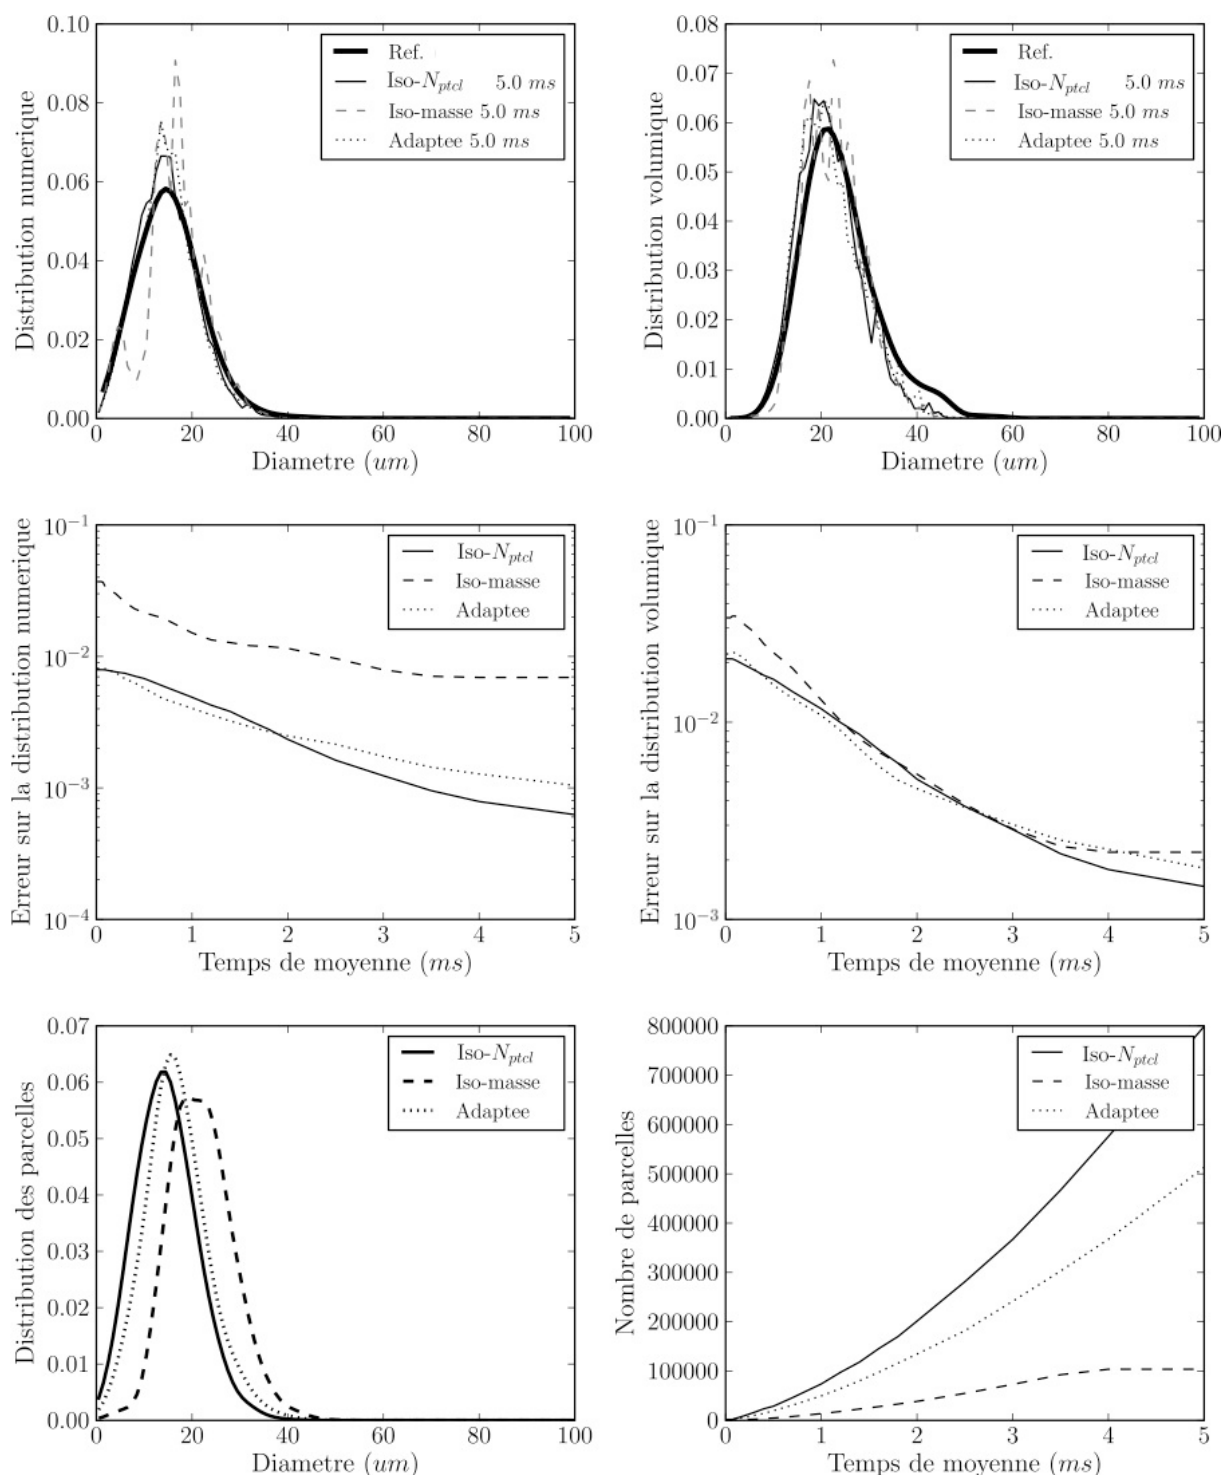 0.10
0.08
0.06
0.04
0.02
0.00
Distribution numerique
Ref.
Iso-N_ptcl 5.0 ms
Iso-masse 5.0 ms
Adaptee 5.0 ms
0 20 40 60 80 100
Diametre (um)
0.08
0.07
0.06
0.05
0.04
0.03
0.02
0.01
0.00
Distribution volumique
Ref.
Iso-N_ptcl 5.0 ms
Iso-masse 5.0 ms
Adaptee 5.0 ms
0 20 40 60 80 100
Diametre (um)
10^-1
10^-2
10^-3
10^-4
Erreur sur la distribution numerique
Iso-N_ptcl
Iso-masse
Adaptee
0 1 2 3 4 5
Temps de moyenne (ms)
10^-1
10^-2
10^-3
Erreur sur la distribution volumique
Iso-N_ptcl
Iso-masse
Adaptee
0 1 2 3 4 5
Temps de moyenne (ms)
0.07
0.06
0.05
0.04
0.03
0.02
0.01
0.00
Distribution des parcelles
Iso-N_ptcl
Iso-masse
Adaptee
0 20 40 60 80 100
Diametre (um)
800000
700000
600000
500000
400000
300000
200000
100000
0
Nombre de parcelles
Iso-N_ptcl
Iso-masse
Adaptee
0 1 2 3 4 5
Temps de moyenne (ms)